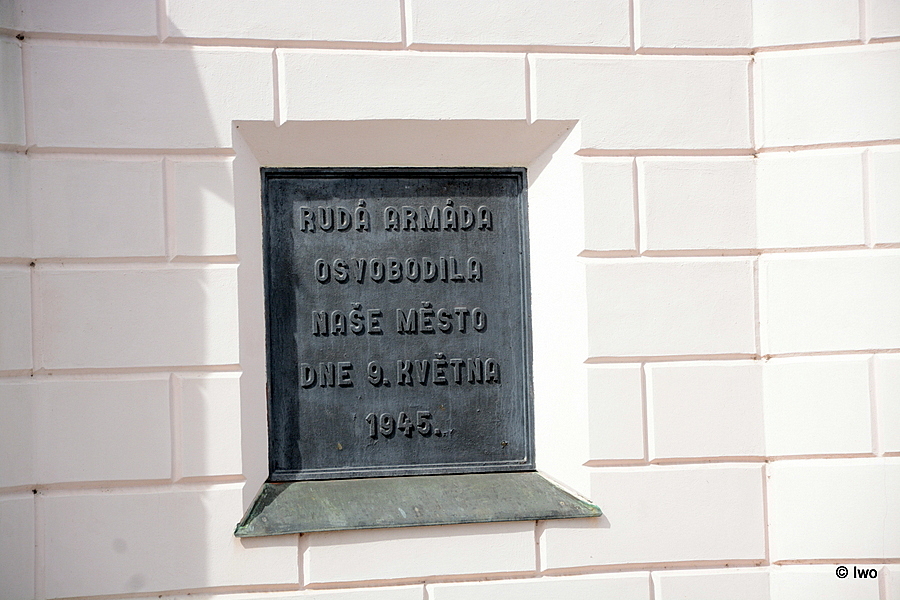 RUDÁ ARMÁDA
OSVOBODILA
NAŠE MĚSTO
DNE 9. KVĚTNA
1945.
© Iwo